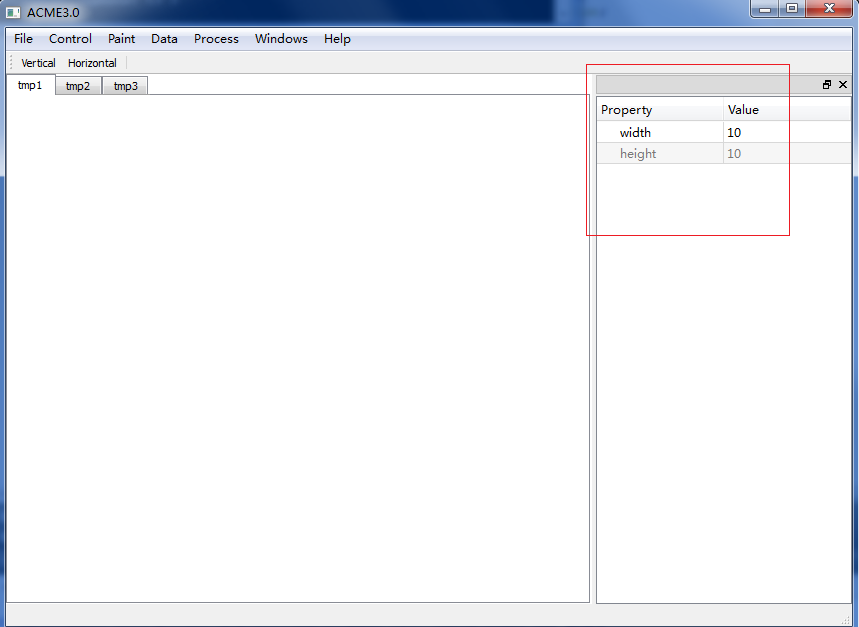 ACME3.0
File Control Paint Data Process Windows Help
Vertical Horizontal
tmp1 tmp2 tmp3
Property Value
width 10
height 10